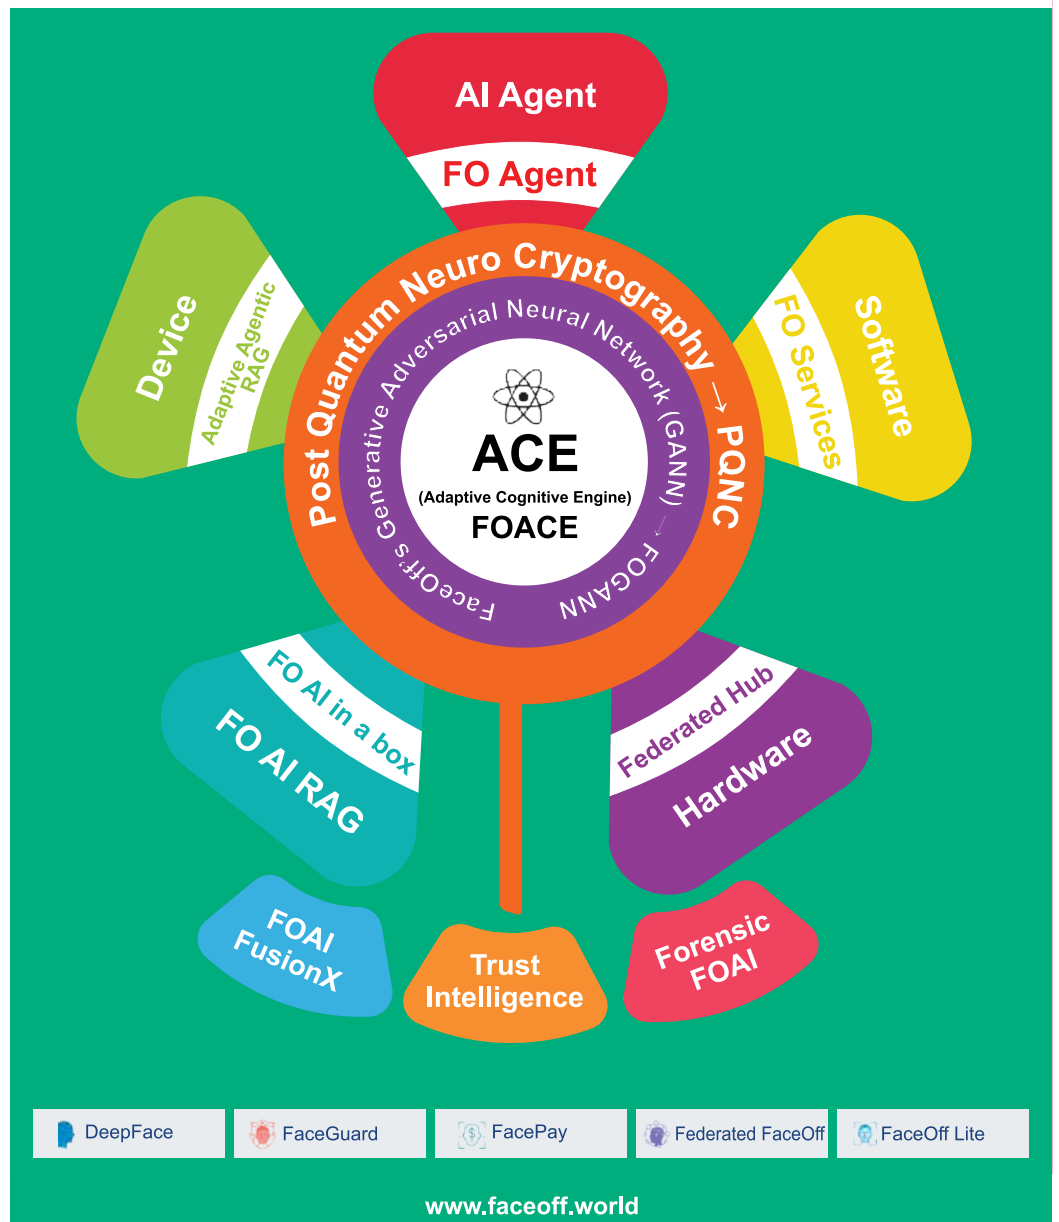 AI Agent
FO Agent
Device
Adaptive Agentic
RAG
FO Services
Software
Post Quantum Neuro Cryptography → PQNC
FaceOff's Generative Adversarial Neural Network (GANN) → FOGANN
ACE
(Adaptive Cognitive Engine)
FOACE
FO AI in a box
FO AI RAG
Federated Hub
Hardware
FOAI
FusionX
Trust
Intelligence
Forensic
FOAI
DeepFace
FaceGuard
FacePay
Federated FaceOff
FaceOff Lite
www.faceoff.world